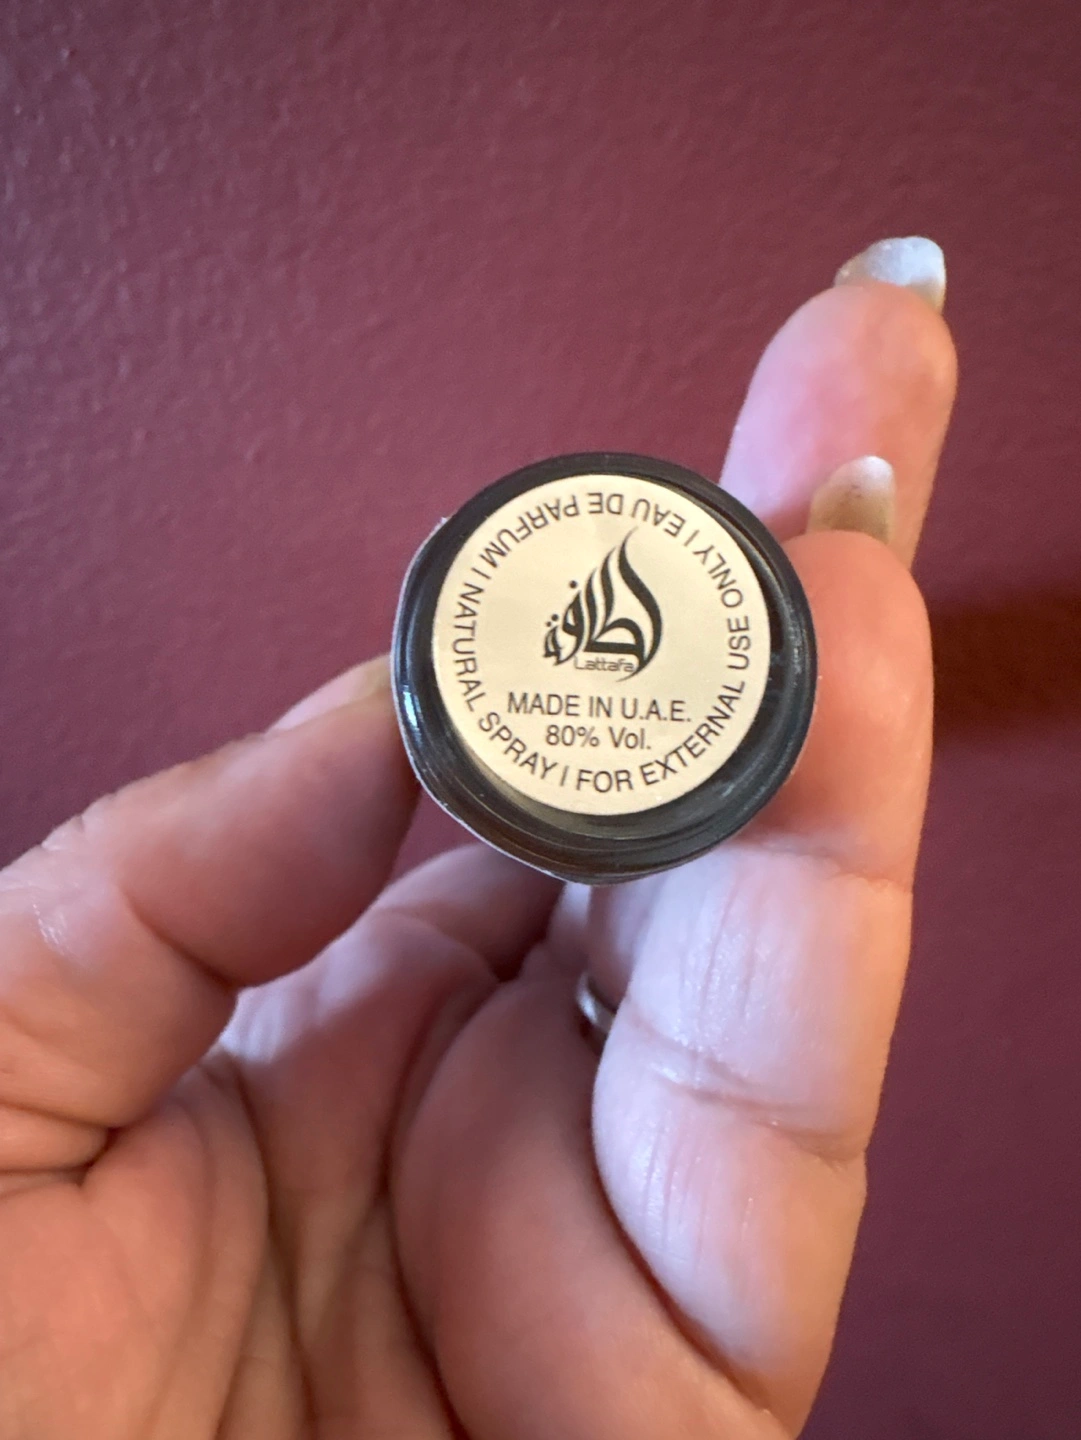 لطافة
Lattafa
MADE IN U.A.E.
80% Vol.
EAU DE PARFUM | NATURAL SPRAY | FOR EXTERNAL USE ONLY |